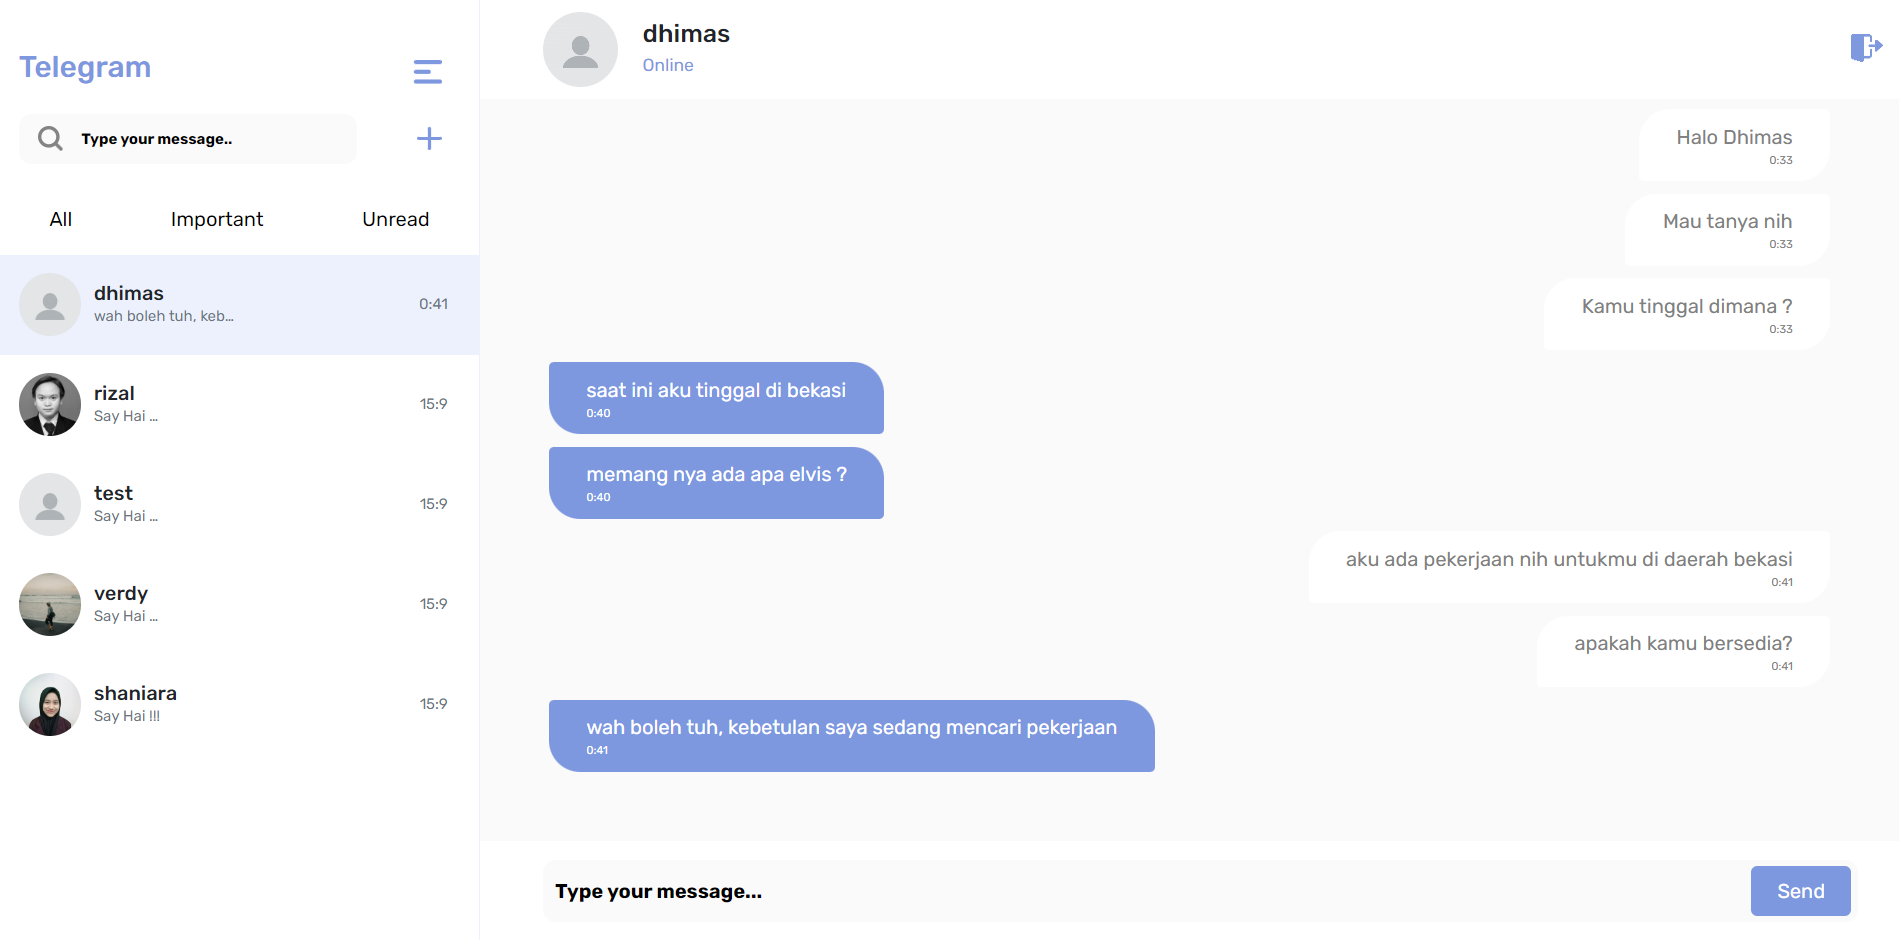 Telegram
Type your message..
All Important Unread
dhimas
wah boleh tuh, keb...
0:41
rizal
Say Hai ...
15:9
test
Say Hai ...
15:9
verdy
Say Hai ...
15:9
shaniara
Say Hai !!!
15:9
dhimas
Online
Halo Dhimas
0:33
Mau tanya nih
0:33
Kamu tinggal dimana ?
0:33
saat ini aku tinggal di bekasi
0:40
memang nya ada apa elvis ?
0:40
aku ada pekerjaan nih untukmu di daerah bekasi
0:41
apakah kamu bersedia?
0:41
wah boleh tuh, kebetulan saya sedang mencari pekerjaan
0:41
Type your message...
Send